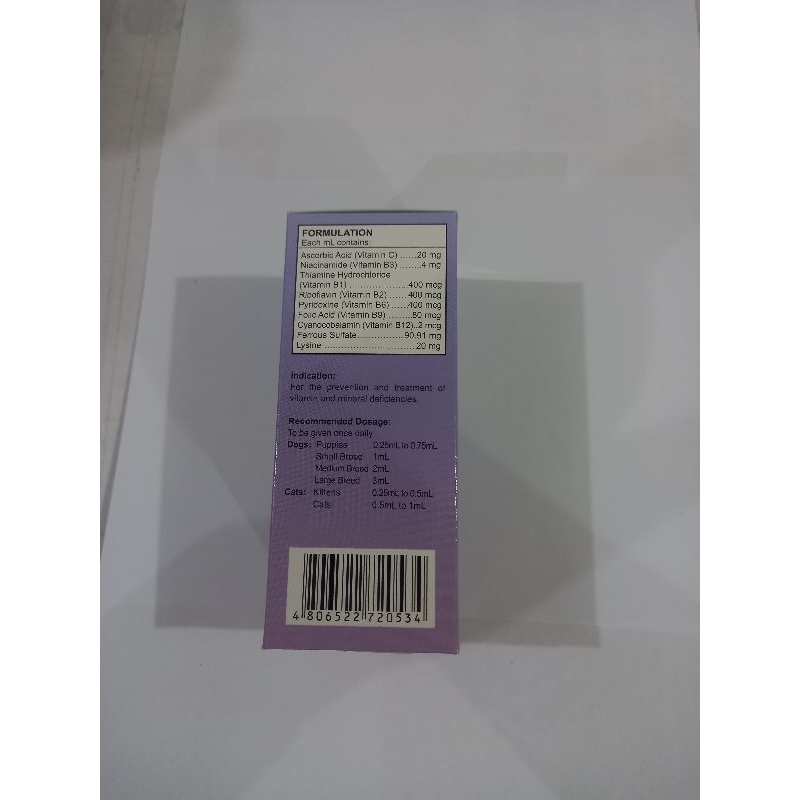 FORMULATION
Each mL contains:
Ascorbic Acid (Vitamin C) ......20 mg
Niacinamide (Vitamin B3) ........4 mg
Thiamine Hydrochloride
(Vitamin B1) .....................400 mcg
Riboflavin (Vitamin B2) ......400 mcg
Pyridoxine (Vitamin B6) .....400 mcg
Folic Acid (Vitamin B9) .........80 mcg
Cyanocobalamin (Vitamin B12)..2 mcg
Ferrous Sulfate................90.91 mg
Lysine ................................20 mg
Indication:
For the prevention and treatment of
vitamin and mineral deficiencies.
Recommended Dosage:
To be given once daily
Dogs: Puppies 0.25mL to 0.75mL
Small Breed 1mL
Medium Breed 2mL
Large Breed 3mL
Cats: Kittens 0.25mL to 0.5mL
Cats 0.5mL to 1mL
4 806522 720534